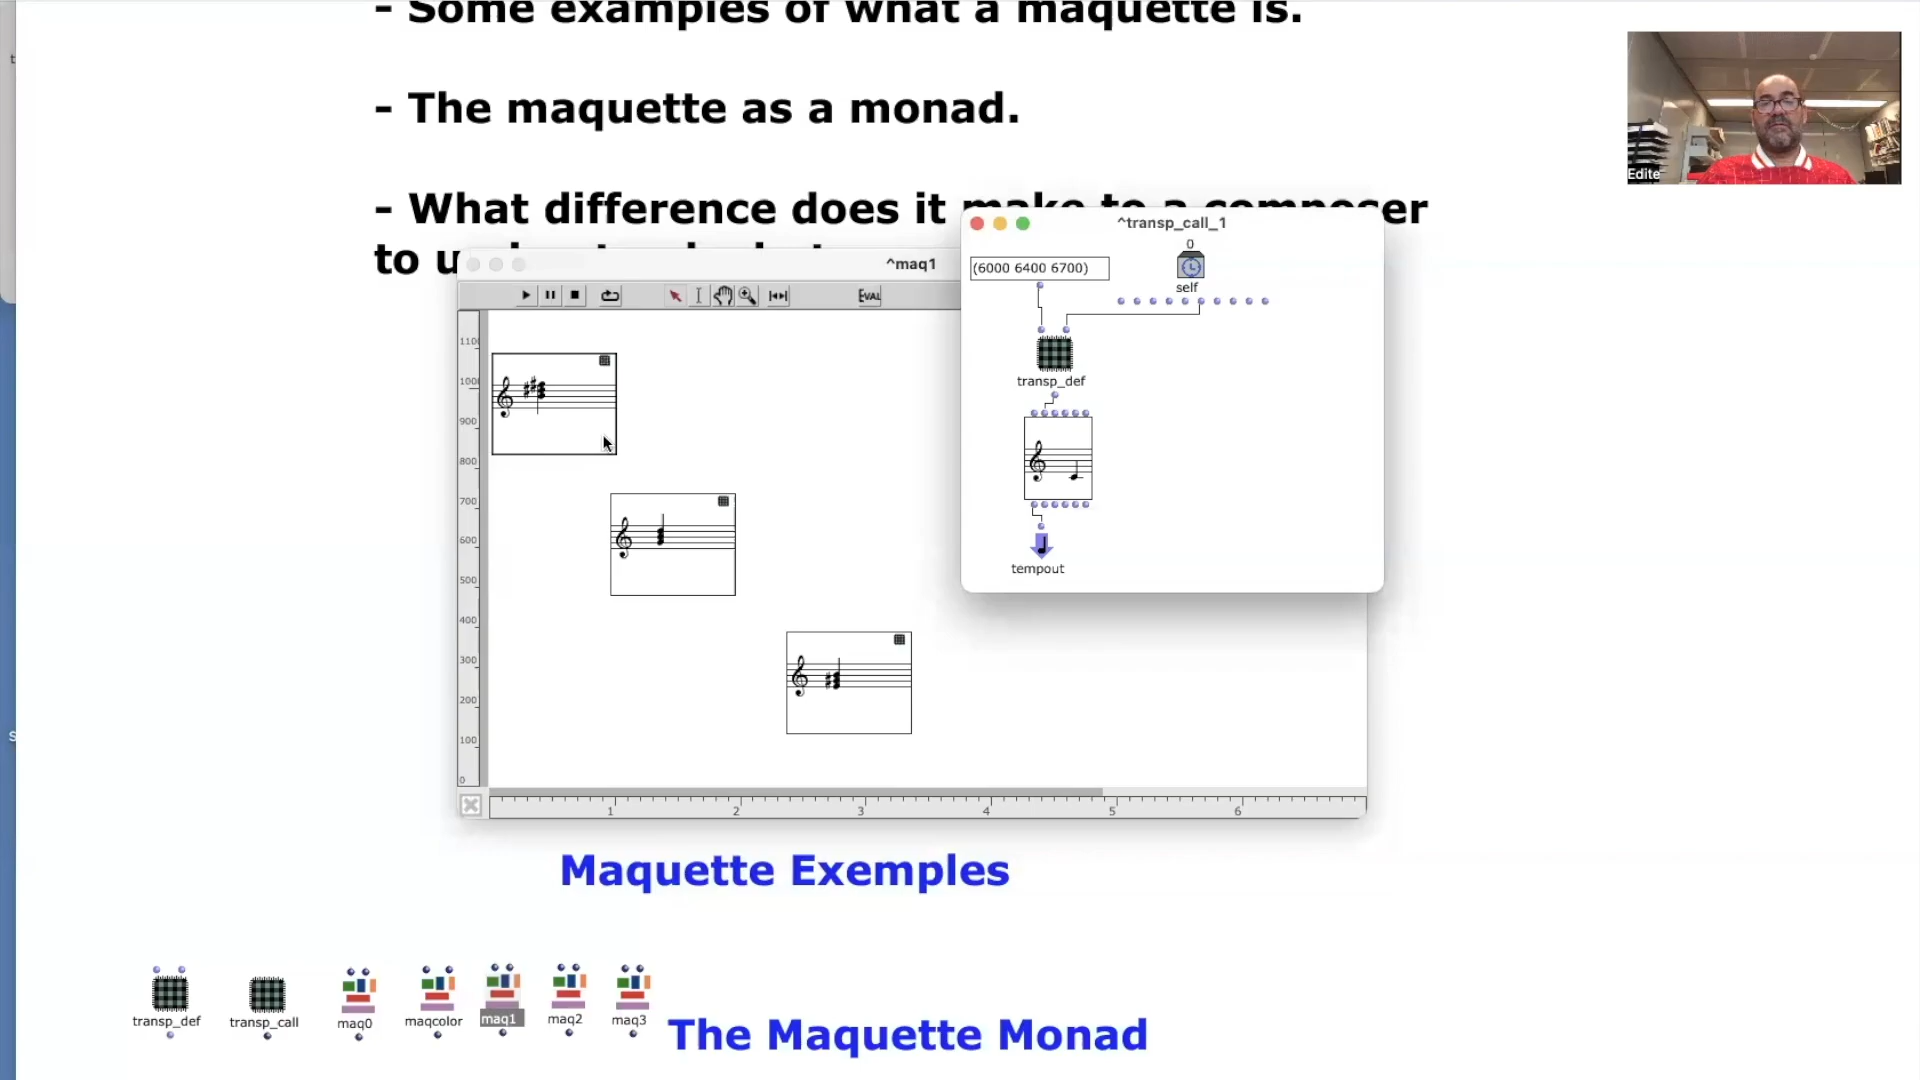 - Some examples of what a maquette is.
- The maquette as a monad.
- What difference does it make to a composer
to u
Edite
^transp_call_1
0
(6000 6400 6700)
self
transp_def
tempout
^maq1
EVAL
1100
1000
900
800
700
600
500
400
300
200
100
0
1 2 3 4 5 6
Maquette Exemples
transp_def transp_call maq0 maqcolor maq1 maq2 maq3
The Maquette Monad